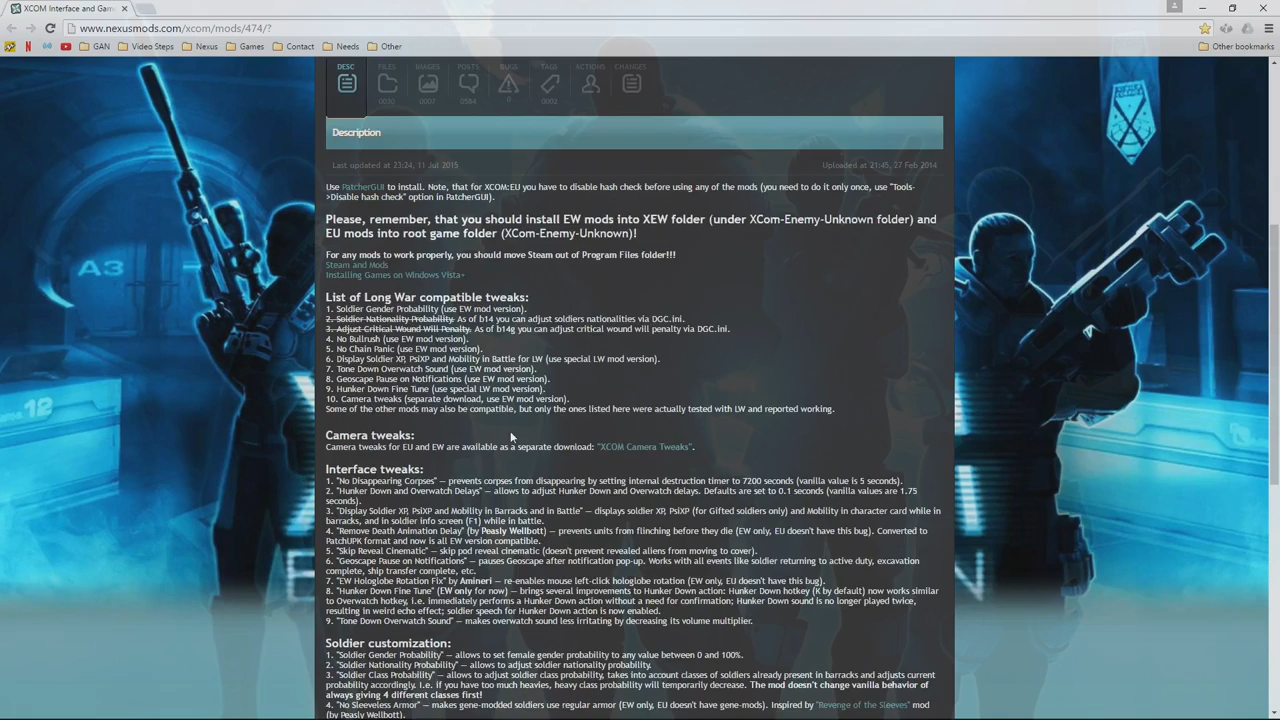 XCOM Interface and Gam
www.nexusmods.com/xcom/mods/474/?
GAN
Video Steps
Nexus
Games
Contact
Needs
Other
Other bookmarks
DESC
FILES
IMAGES
POSTS
BUGS
TAGS
ACTIONS
CHANGES
0030
0007
0584
0
0002
Description
Last updated at 23:24, 11 Jul 2015
Uploaded at 21:45, 27 Feb 2014
Use PatcherGUI to install. Note, that for XCOM:EU you have to disable hash check before using any of the mods (you need to do it only once, use "Tools-
>Disable hash check" option in PatcherGUI).
Please, remember, that you should install EW mods into XEW folder (under XCom-Enemy-Unknown folder) and
EU mods into root game folder (XCom-Enemy-Unknown)!
For any mods to work properly, you should move Steam out of Program Files folder!!!
Steam and Mods
Installing Games on Windows Vista+
List of Long War compatible tweaks:
1. Soldier Gender Probability (use EW mod version).
2. Soldier Nationality Probability. As of b14 you can adjust soldiers nationalities via DGC.ini.
3. Adjust Critical Wound Will Penalty. As of b14g you can adjust critical wound will penalty via DGC.ini.
4. No Bullrush (use EW mod version).
5. No Chain Panic (use EW mod version).
6. Display Soldier XP, PsiXP and Mobility in Battle for LW (use special LW mod version).
7. Tone Down Overwatch Sound (use EW mod version).
8. Geoscape Pause on Notifications (use EW mod version).
9. Hunker Down Fine Tune (use special LW mod version).
10. Camera tweaks (separate download, use EW mod version).
Some of the other mods may also be compatible, but only the ones listed here were actually tested with LW and reported working.
Camera tweaks:
Camera tweaks for EU and EW are available as a separate download: "XCOM Camera Tweaks".
Interface tweaks:
1. "No Disappearing Corpses" — prevents corpses from disappearing by setting internal destruction timer to 7200 seconds (vanilla value is 5 seconds).
2. "Hunker Down and Overwatch Delays" — allows to adjust Hunker Down and Overwatch delays. Defaults are set to 0.1 seconds (vanilla values are 1.75
seconds).
3. "Display Soldier XP, PsiXP and Mobility in Barracks and in Battle" — displays soldier XP, PsiXP (for Gifted soldiers only) and Mobility in character card while in
barracks, and in soldier info screen (F1) while in battle.
4. "Remove Death Animation Delay" (by Peasly Wellbott) — prevents units from flinching before they die (EW only, EU doesn't have this bug). Converted to
PatchUPK format and now is all EW version compatible.
5. "Skip Reveal Cinematic" — skip pod reveal cinematic (doesn't prevent revealed aliens from moving to cover).
6. "Geoscape Pause on Notifications" — pauses Geoscape after notification pop-up. Works with all events like soldier returning to active duty, excavation
complete, ship transfer complete, etc.
7. "EW Hologlobe Rotation Fix" by Amineri — re-enables mouse left-click hologlobe rotation (EW only, EU doesn't have this bug).
8. "Hunker Down Fine Tune" (EW only for now) — brings several improvements to Hunker Down action: Hunker Down hotkey (K by default) now works similar
to Overwatch hotkey, i.e. immediately performs a Hunker Down action without a need for confirmation; Hunker Down sound is no longer played twice,
resulting in weird echo effect; soldier speech for Hunker Down action is now enabled.
9. "Tone Down Overwatch Sound" — makes overwatch sound less irritating by decreasing its volume multiplier.
Soldier customization:
1. "Soldier Gender Probability" — allows to set female gender probability to any value between 0 and 100%.
2. "Soldier Nationality Probability" — allows to adjust soldier nationality probability.
3. "Soldier Class Probability" — allows to adjust soldier class probability, takes into account classes of soldiers already present in barracks and adjusts current
probability accordingly. I.e. if you have too much heavies, heavy class probability will temporarily decrease. The mod doesn't change vanilla behavior of
always giving 4 different classes first!
4. "No Sleeveless Armor" — makes gene-modded soldiers use regular armor (EW only, EU doesn't have gene-mods). Inspired by "Revenge of the Sleeves" mod
(by Peasly Wellbott).
A3
12